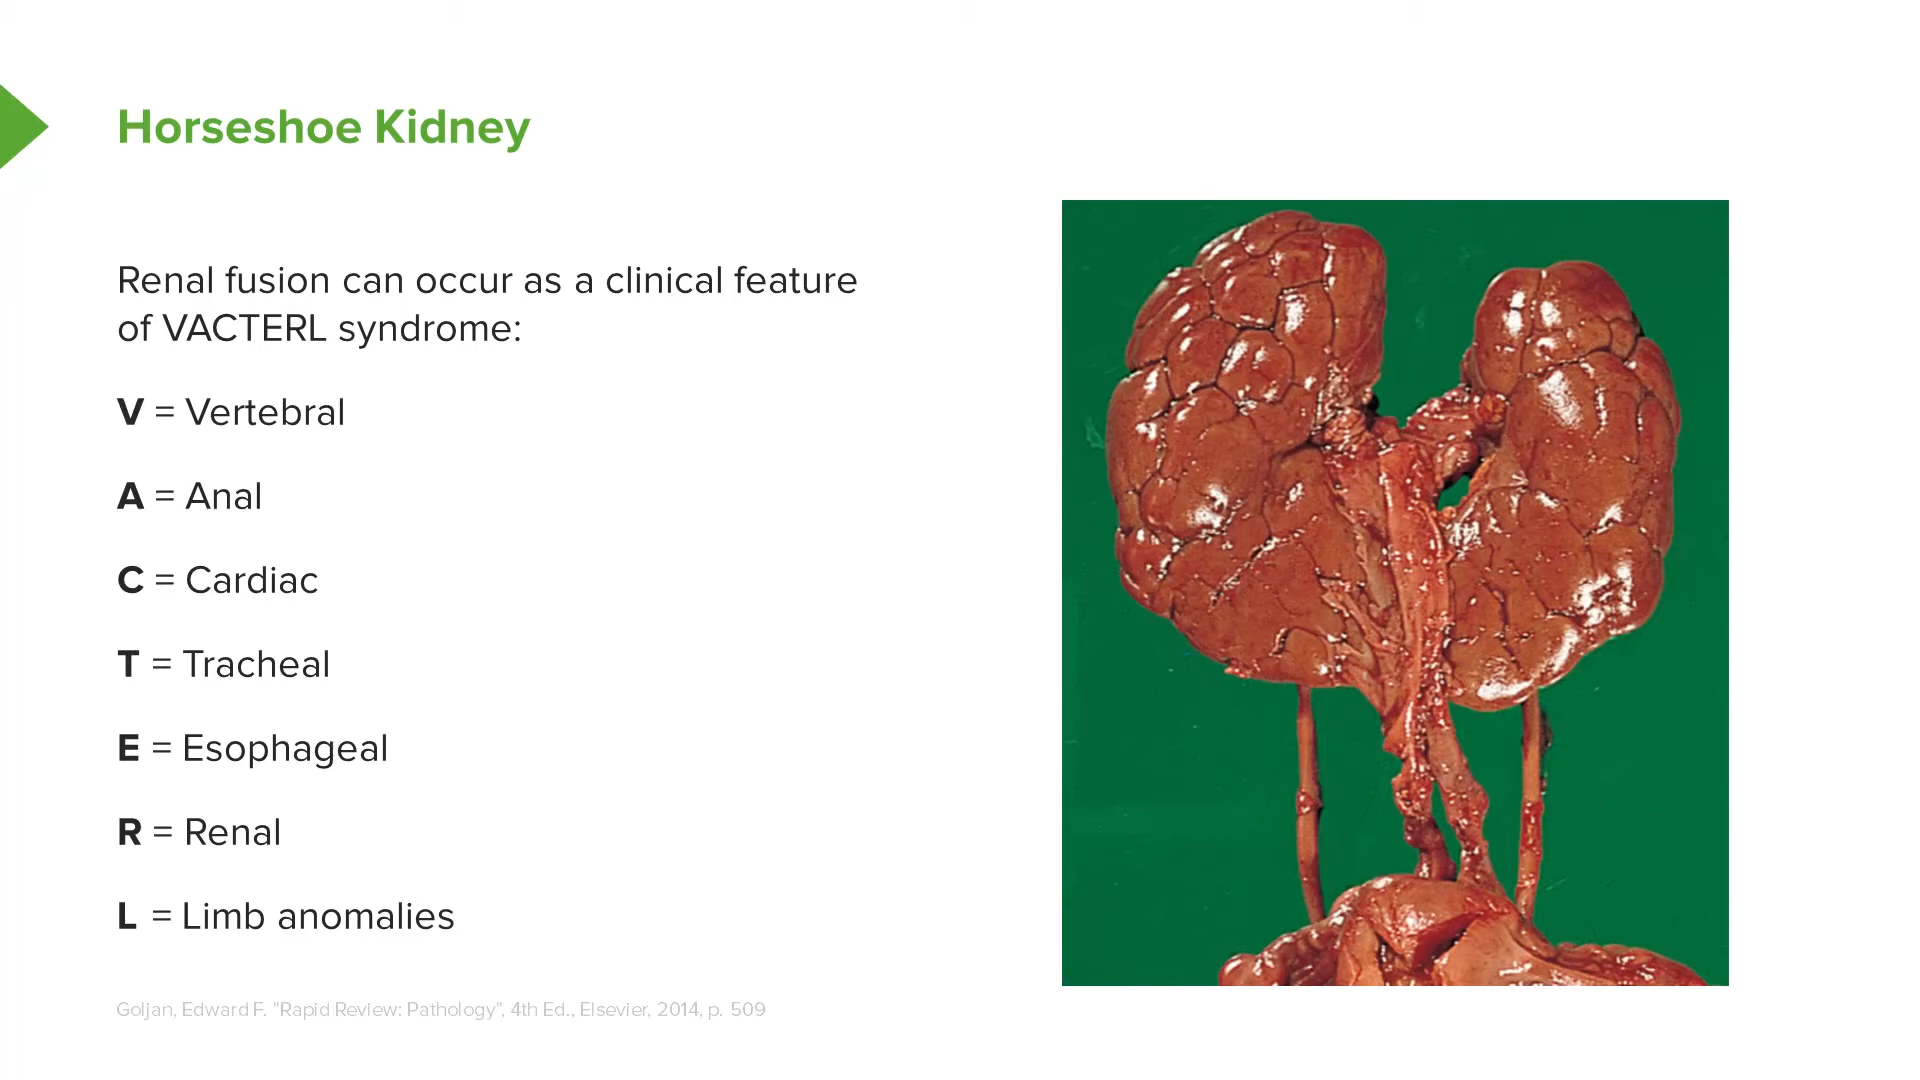 Horseshoe Kidney
Renal fusion can occur as a clinical feature
of VACTERL syndrome:
V = Vertebral
A = Anal
C = Cardiac
T = Tracheal
E = Esophageal
R = Renal
L = Limb anomalies
Goljan, Edward F. "Rapid Review: Pathology", 4th Ed., Elsevier, 2014, p. 509